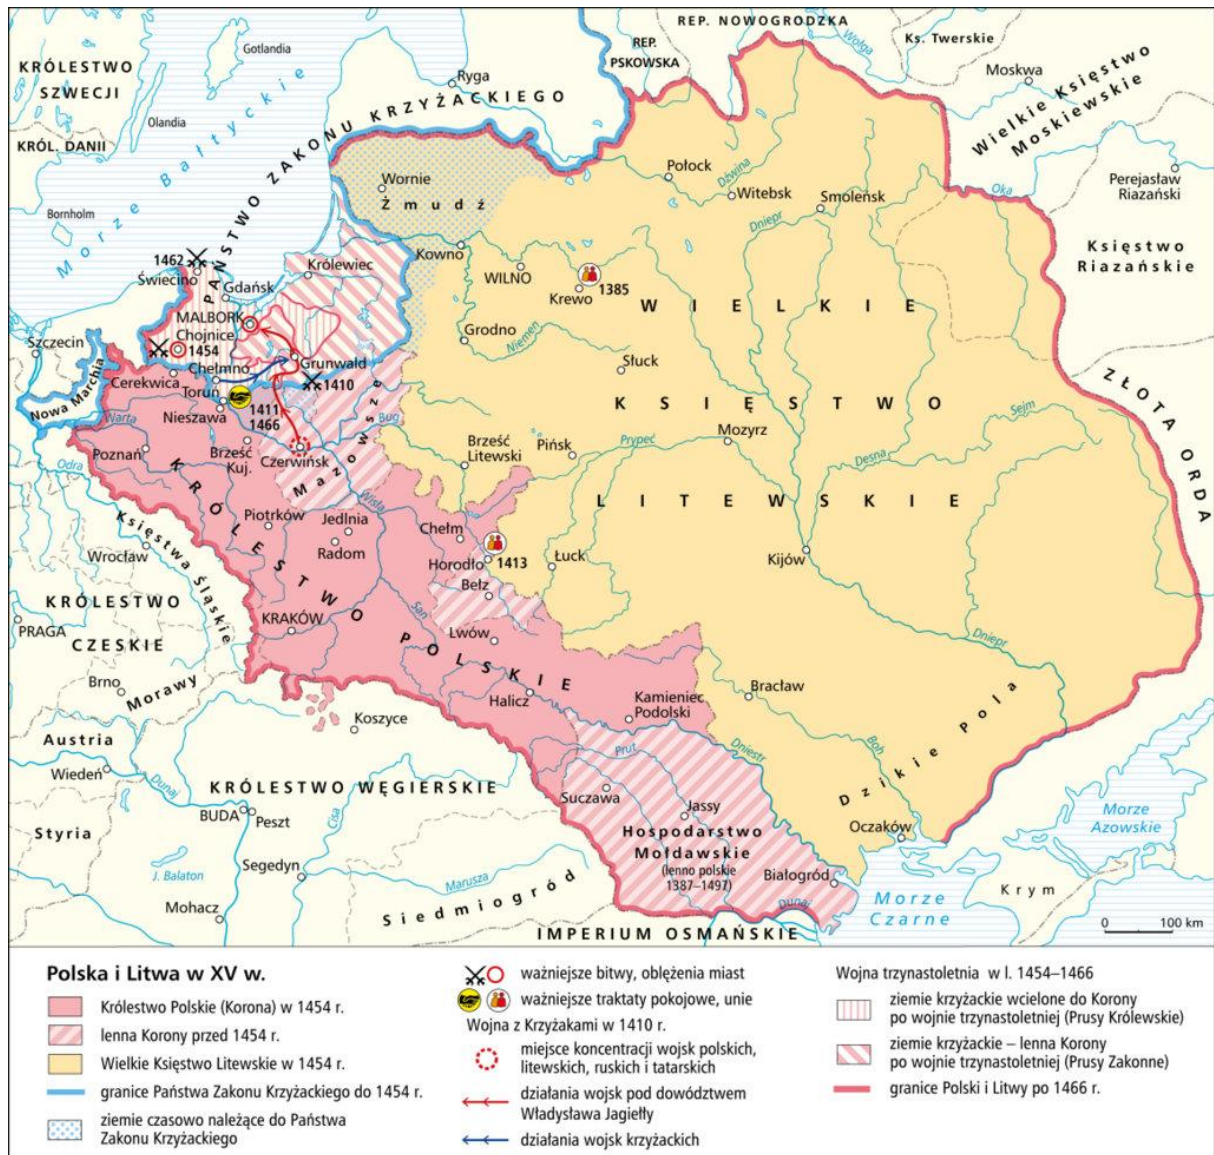 REP. NOWOGRODZKA
Ks. Twerskie
Wołga
REP.
PSKOWSKA
Gotlandia
KRÓLESTWO
SZWECJI
Ryga
Moskwa
Wielkie Księstwo
Moskiewskie
Olandia
KRÓL. DANII
Morze Bałtyckie
PAŃSTWO ZAKONU KRZYŻACKIEGO
Połock
Dźwina
Witebsk
Smoleńsk
Oka
Perejasław
Riazański
Wornie
Żmudź
Dniepr
Bornholm
Księstwo
Riazańskie
1462
Świecino
Królewiec
Kowno
WILNO
Krewo
1385
Gdańsk
WIELKIE
MALBORK
Chojnice
1454
Grodno
Niemen
Szczecin
Chełmno
Grunwald
Słuck
Cerekwica
1410
Nowa Marchia
Toruń
Nieszawa
1411
1466
KSIĘSTWO
ZŁOTA ORDA
Warta
Bug
Sejm
Poznań
Brześć
Kuj.
Czerwińsk
Mazowsze
Brześć
Litewski
Pińsk
Prypeć
Mozyrz
Desna
Odra
KRÓLESTWO POLSKIE
Wisła
LITEWSKIE
Księstwa Śląskie
Piotrków
Jedlnia
Radom
Chełm
Wrocław
Horodło
1413
Łuck
Kijów
Bełz
KRÓLESTWO
CZESKIE
PRAGA
KRAKÓW
San
Lwów
Dniepr
Brno
Morawy
Halicz
Kamieniec
Podolski
Bracław
Koszyce
Dzikie Pola
Austria
Wiedeń
Dunaj
Prut
Dniestr
Boh
KRÓLESTWO WĘGIERSKIE
BUDA
Peszt
Cisa
Suczawa
Jassy
Morze
Azowskie
Styria
Hospodarstwo
Mołdawskie
(lenno polskie
1387–1497)
Oczaków
Segedyn
J. Balaton
Marusza
Białogród
Krym
Mohacz
Siedmiogród
Dunaj
Morze
Czarne
0 100 km
IMPERIUM OSMAŃSKIE
Polska i Litwa w XV w.
Królestwo Polskie (Korona) w 1454 r.
lenna Korony przed 1454 r.
Wielkie Księstwo Litewskie w 1454 r.
granice Państwa Zakonu Krzyżackiego do 1454 r.
ziemie czasowo należące do Państwa
Zakonu Krzyżackiego
ważniejsze bitwy, oblężenia miast
ważniejsze traktaty pokojowe, unie
Wojna z Krzyżakami w 1410 r.
miejsce koncentracji wojsk polskich,
litewskich, ruskich i tatarskich
działania wojsk pod dowództwem
Władysława Jagiełły
działania wojsk krzyżackich
Wojna trzynastoletnia w l. 1454–1466
ziemie krzyżackie wcielone do Korony
po wojnie trzynastoletniej (Prusy Królewskie)
ziemie krzyżackie – lenna Korony
po wojnie trzynastoletniej (Prusy Zakonne)
granice Polski i Litwy po 1466 r.